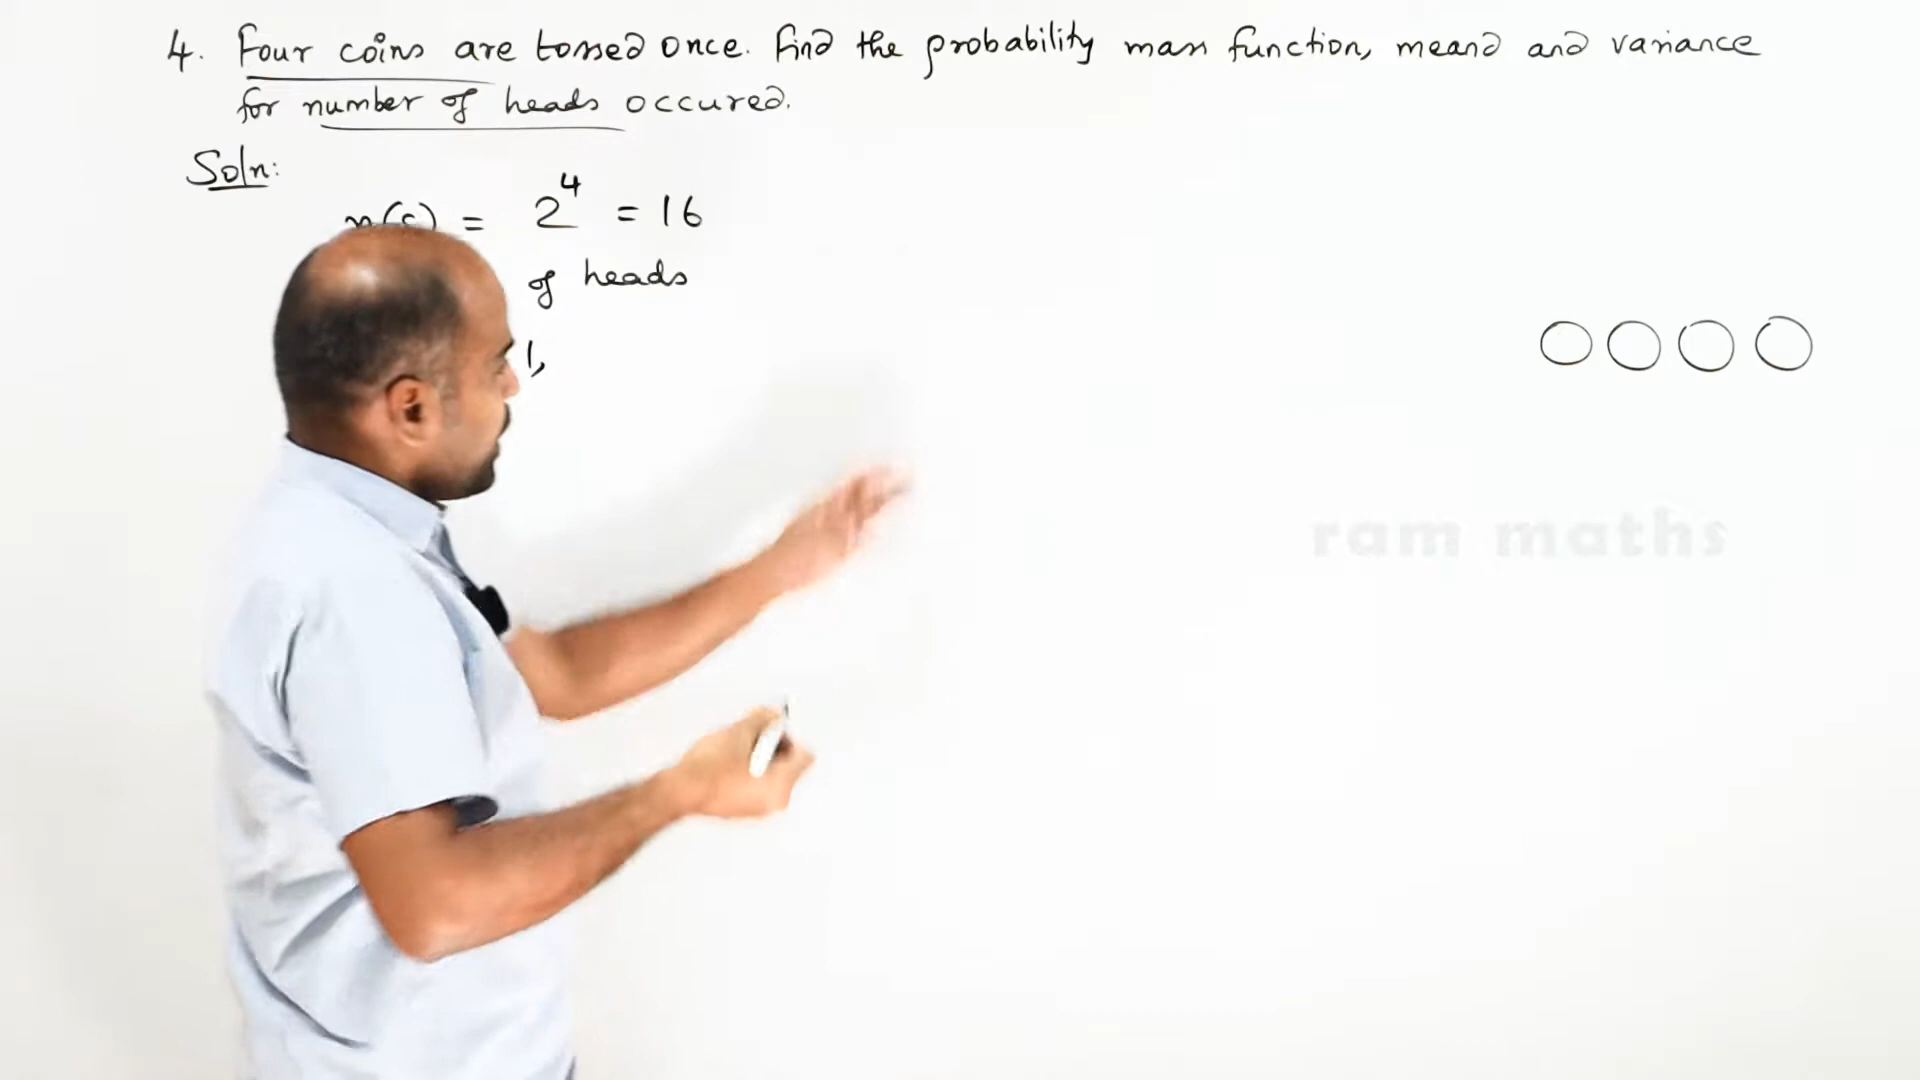 4. Four coins are tossed once. Find the probability mass function, meand and variance
for number of heads occured.
Soln:
n(s) = 2^4 = 16
of heads
1,
ram maths